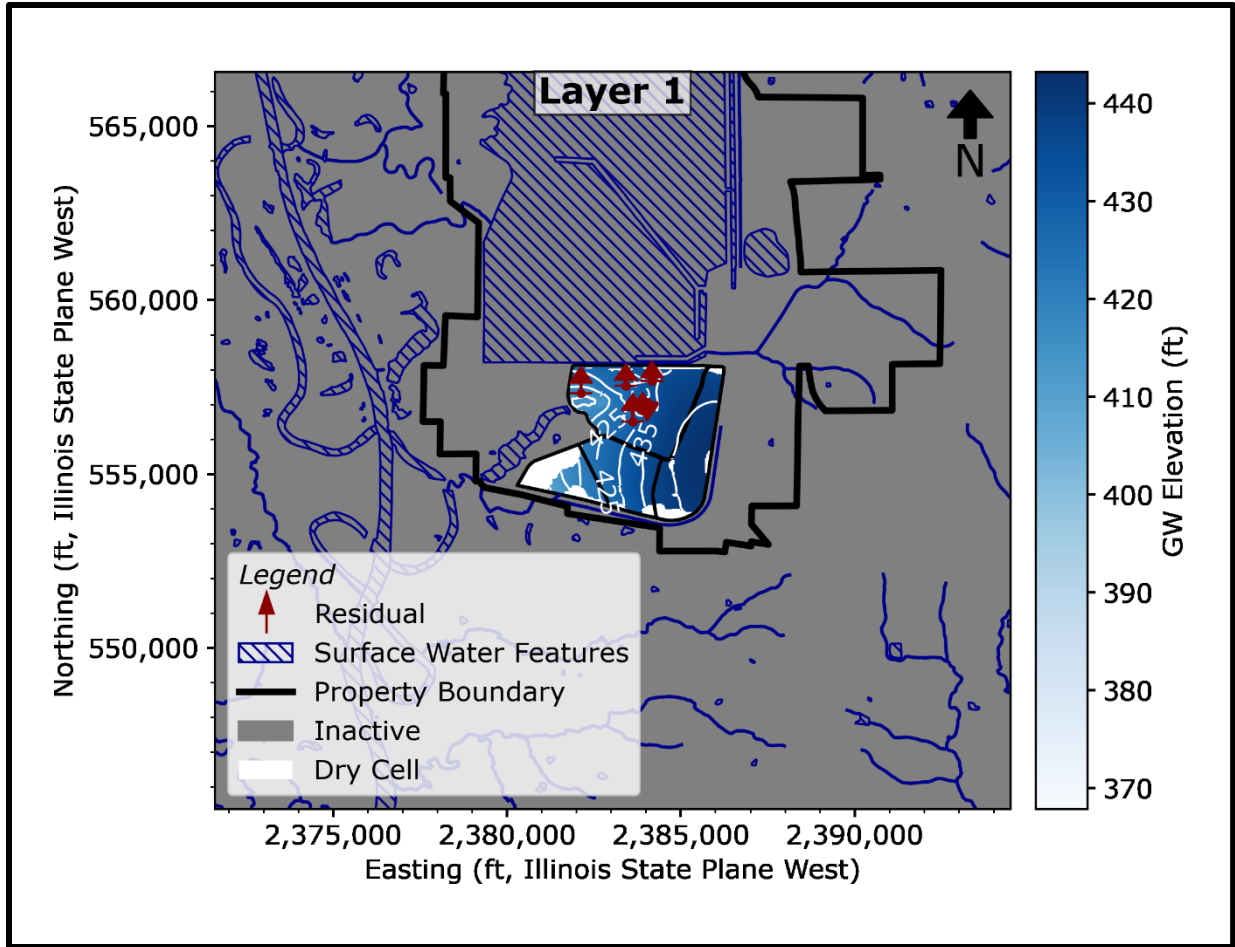 Layer 1
N
565,000
560,000
555,000
550,000
Northing (ft, Illinois State Plane West)
425
435
425
Legend
Residual
Surface Water Features
Property Boundary
Inactive
Dry Cell
2,375,000
2,380,000
2,385,000
2,390,000
Easting (ft, Illinois State Plane West)
440
430
420
410
400
390
380
370
GW Elevation (ft)